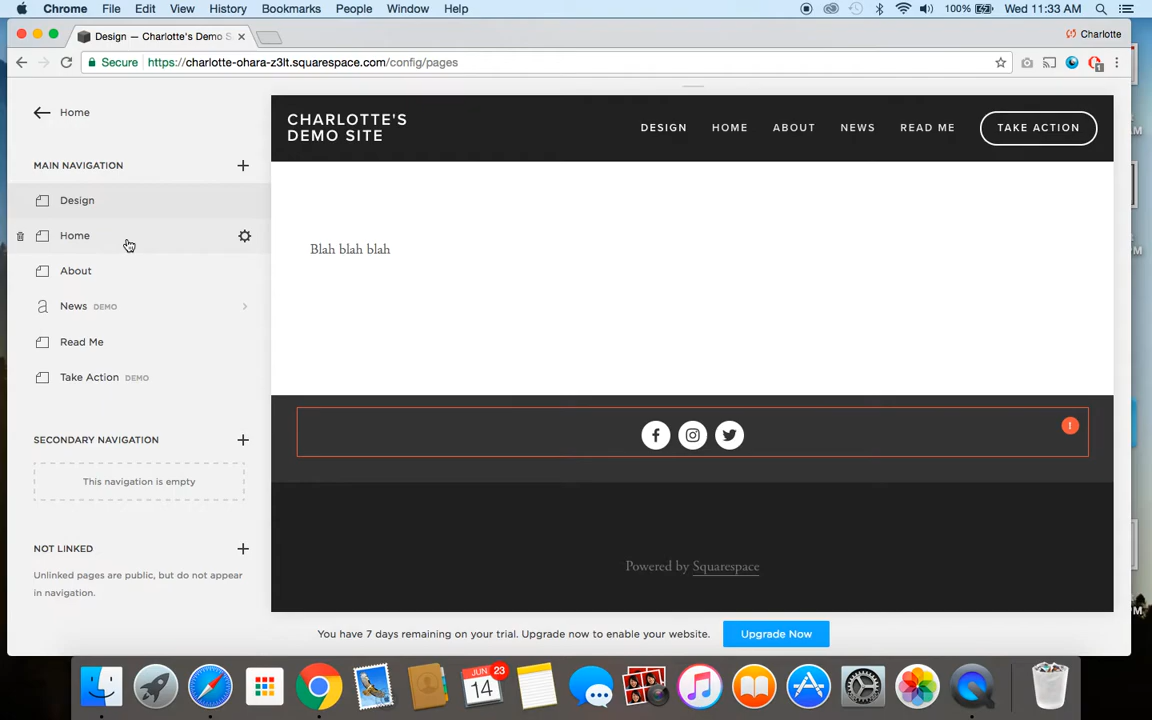 Chrome File Edit View History Bookmarks People Window Help 100% Wed 11:33 AM
Design — Charlotte's Demo S
Charlotte
Secure https://charlotte-ohara-z3lt.squarespace.com/config/pages
Home
MAIN NAVIGATION
Design
Home
About
News DEMO
Read Me
Take Action DEMO
SECONDARY NAVIGATION
This navigation is empty
NOT LINKED
Unlinked pages are public, but do not appear
in navigation.
CHARLOTTE'S
DEMO SITE
DESIGN HOME ABOUT NEWS READ ME TAKE ACTION
Blah blah blah
Powered by Squarespace
You have 7 days remaining on your trial. Upgrade now to enable your website. Upgrade Now
JUN 23
14